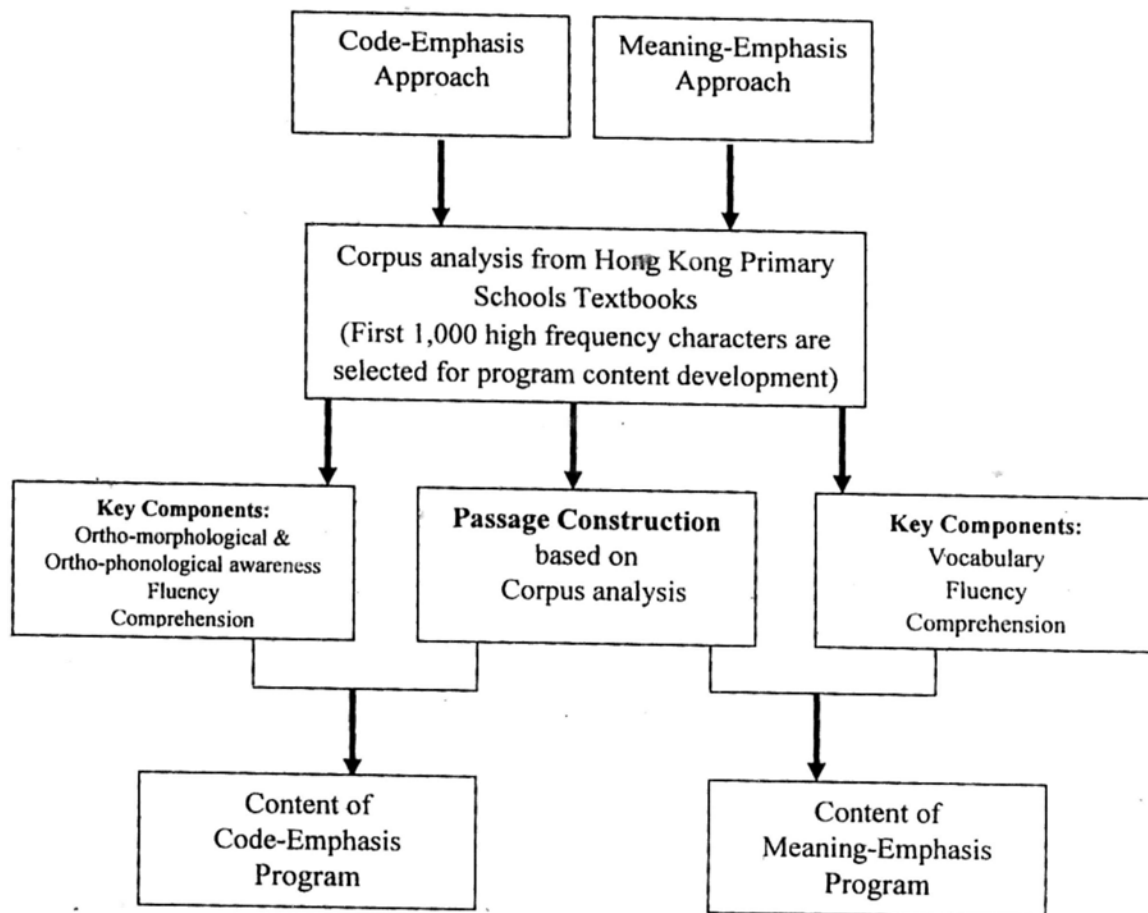 Code-Emphasis
Approach
Meaning-Emphasis
Approach
Corpus analysis from Hong Kong Primary
Schools Textbooks
(First 1,000 high frequency characters are
selected for program content development)
Key Components:
Ortho-morphological &
Ortho-phonological awareness
Fluency
Comprehension
Passage Construction
based on
Corpus analysis
Key Components:
Vocabulary
Fluency
Comprehension
Content of
Code-Emphasis
Program
Content of
Meaning-Emphasis
Program